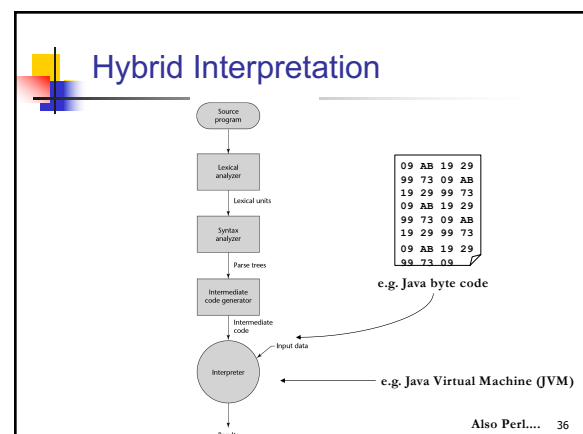 Hybrid Interpretation
Source
program
Lexical
analyzer
Lexical units
Syntax
analyzer
Parse trees
Intermediate
code generator
Intermediate
code
Input data
Interpreter
09 AB 19 29
99 73 09 AB
19 29 99 73
09 AB 19 29
99 73 09 AB
19 29 99 73
09 AB 19 29
99 73 09
e.g. Java byte code
e.g. Java Virtual Machine (JVM)
Also Perl.... 36